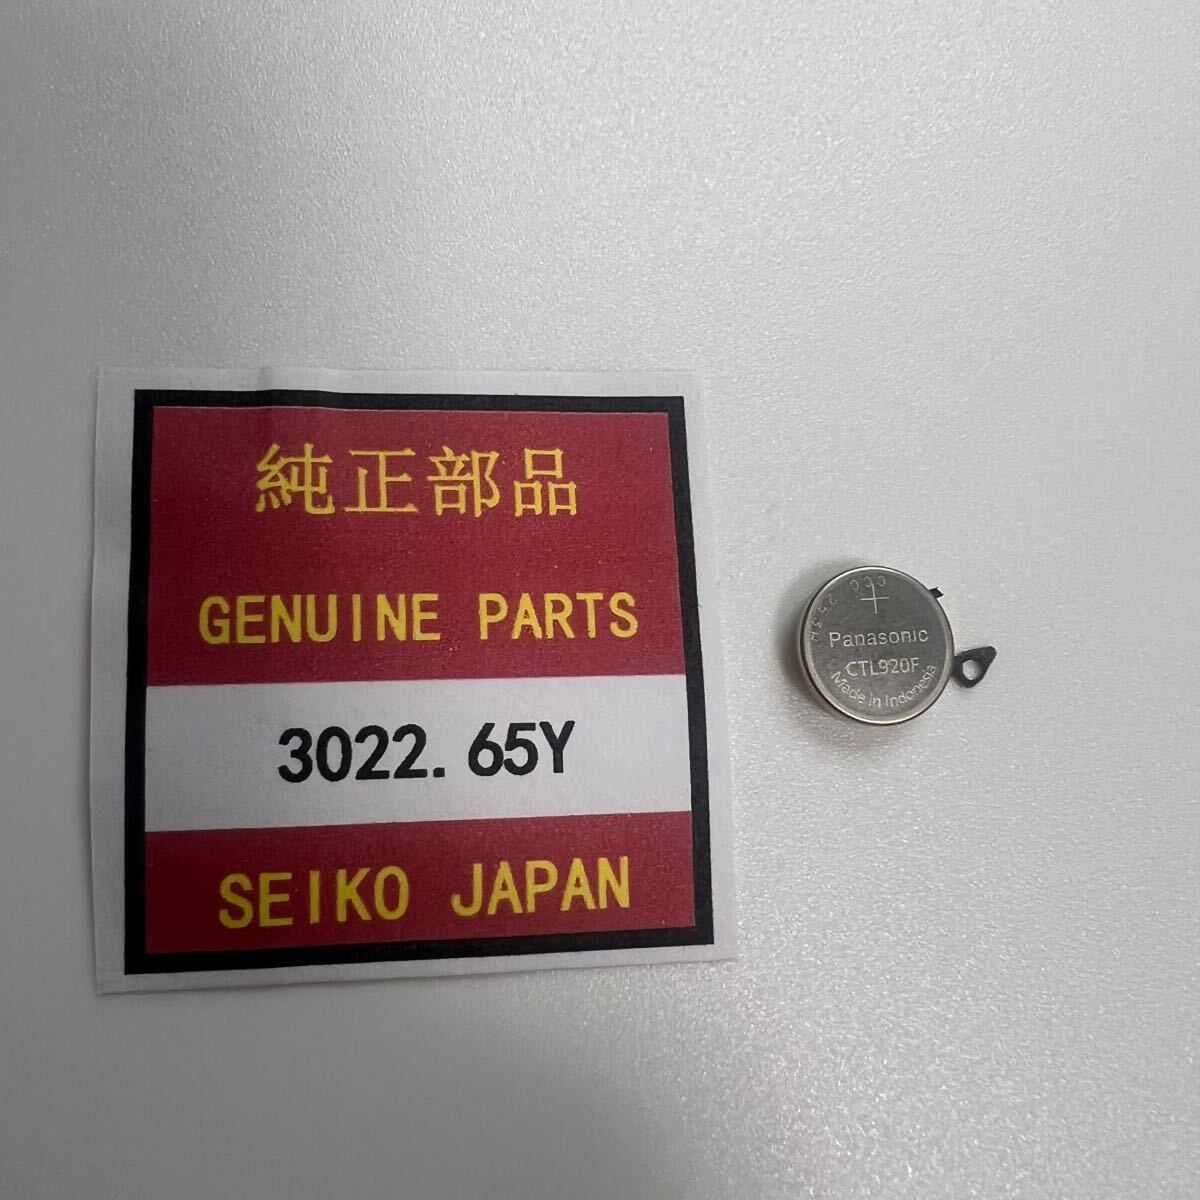 純正部品
GENUINE PARTS
3022. 65Y
SEIKO JAPAN
+
Panasonic
CTL920F
Made in Indonesia